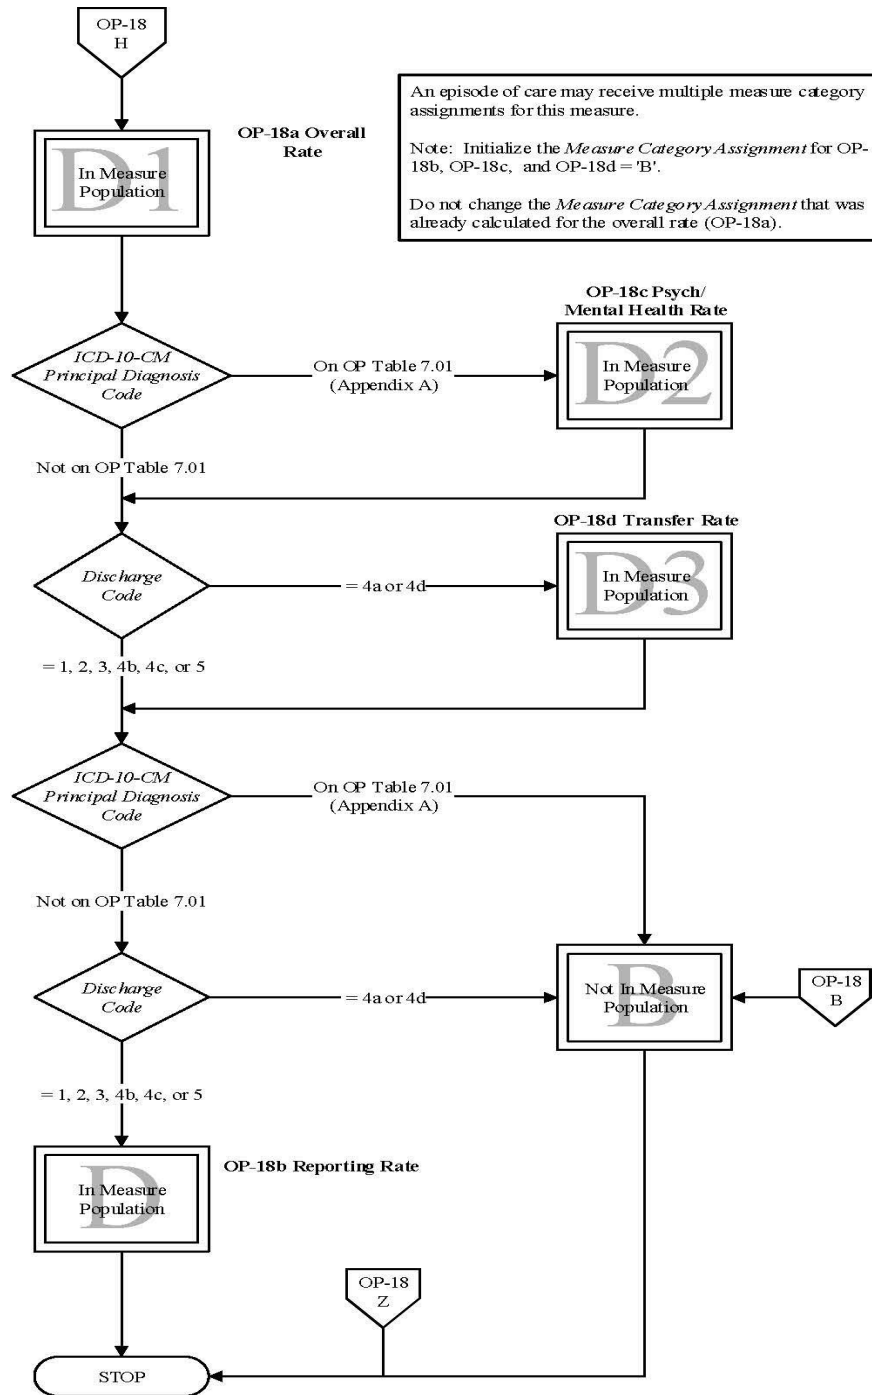 OP-18
H
An episode of care may receive multiple measure category
assignments for this measure.
Note: Initialize the Measure Category Assignment for OP-
18b, OP-18c, and OP-18d = 'B'.
Do not change the Measure Category Assignment that was
already calculated for the overall rate (OP-18a).
OP-18a Overall
Rate
D1
In Measure
Population
OP-18c Psych/
Mental Health Rate
ICD-10-CM
Principal Diagnosis
Code
On OP Table 7.01
(Appendix A)
D2
In Measure
Population
Not on OP Table 7.01
OP-18d Transfer Rate
Discharge
Code
= 4a or 4d
D3
In Measure
Population
= 1, 2, 3, 4b, 4c, or 5
ICD-10-CM
Principal Diagnosis
Code
On OP Table 7.01
(Appendix A)
Not on OP Table 7.01
Discharge
Code
= 4a or 4d
B
Not In Measure
Population
OP-18
B
= 1, 2, 3, 4b, 4c, or 5
OP-18b Reporting Rate
D
In Measure
Population
OP-18
Z
STOP